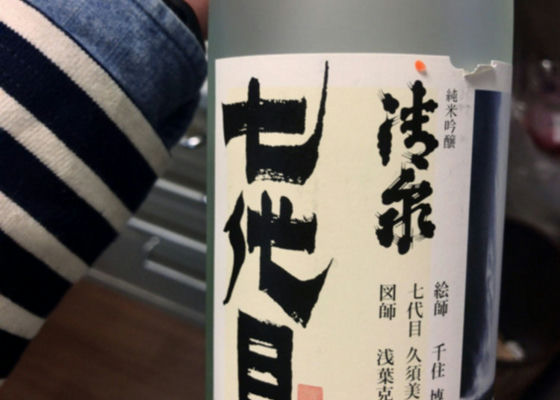 純米吟醸
清泉
七代目
絵師 千住 博
七代目 久須美
図師 浅葉克